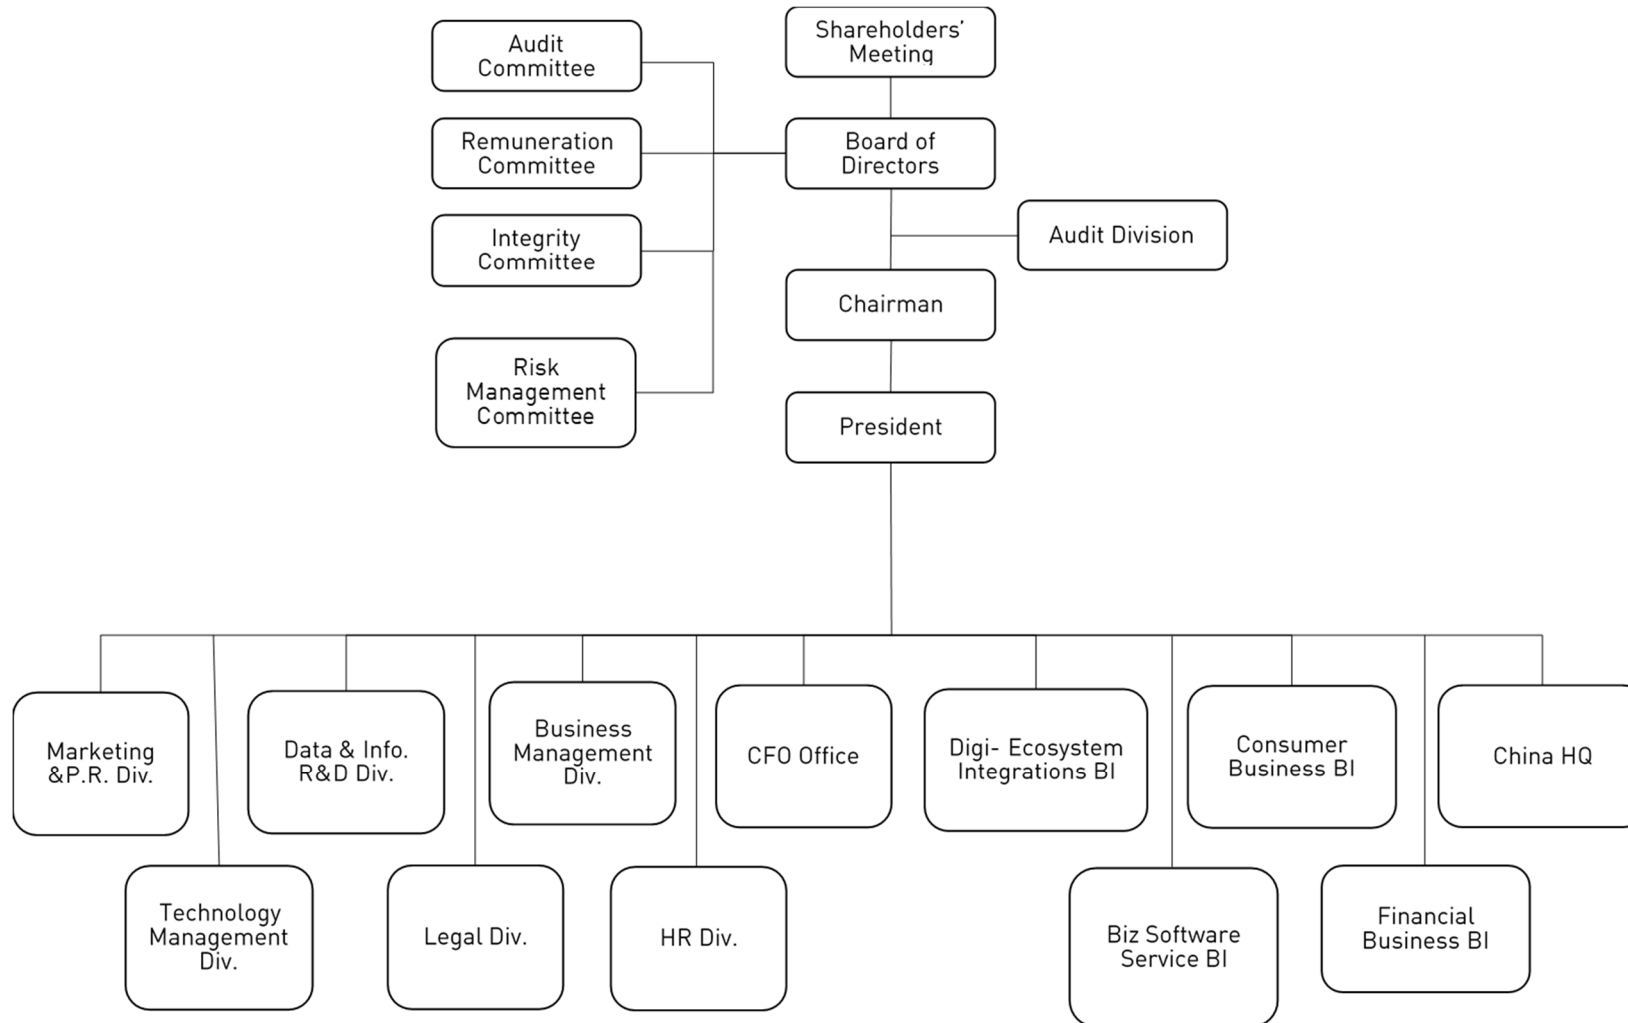 Shareholders’
Meeting
Audit
Committee
Remuneration
Committee
Board of
Directors
Integrity
Committee
Audit Division
Chairman
Risk
Management
Committee
President
Marketing
&P.R. Div.
Data & Info.
R&D Div.
Business
Management
Div.
CFO Office
Digi- Ecosystem
Integrations BI
Consumer
Business BI
China HQ
Technology
Management
Div.
Legal Div.
HR Div.
Biz Software
Service BI
Financial
Business BI